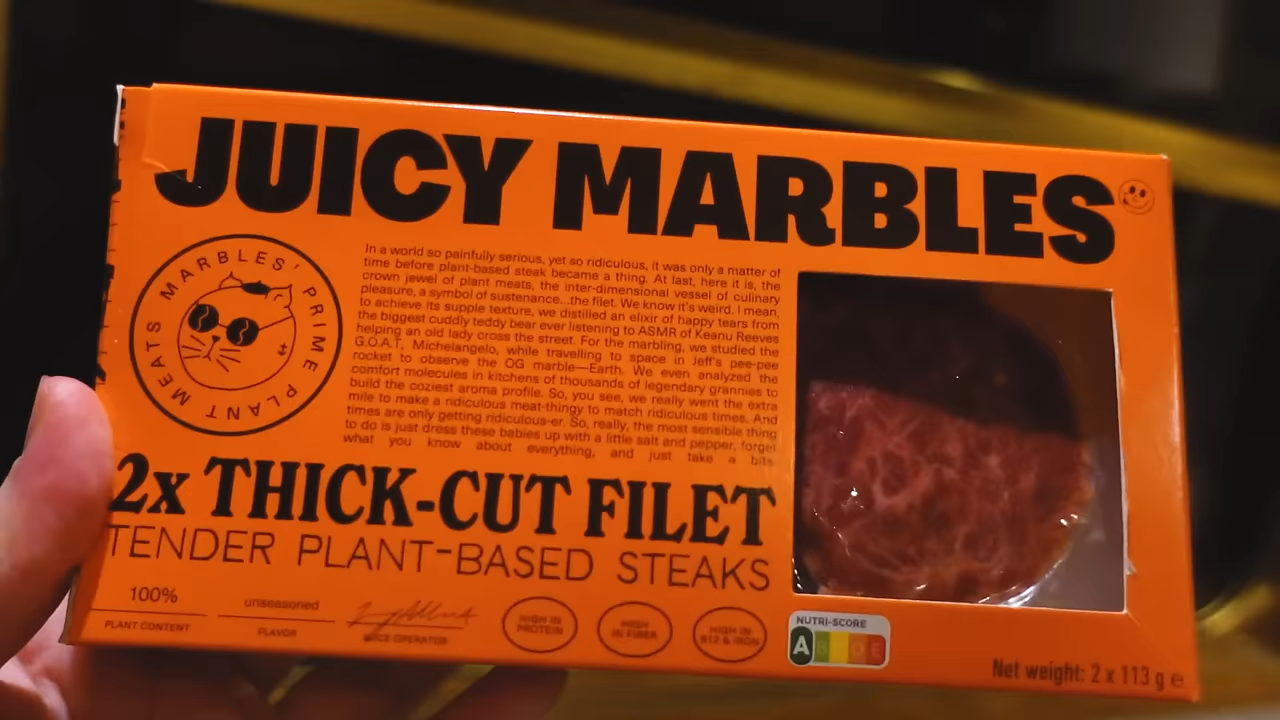 JUICY MARBLES
MARBLES' PRIME PLANT MEATS
In a world so painfully serious, yet so ridiculous, it was only a matter of
time before plant-based steak became a thing. At last, here it is, the
crown jewel of plant meats, the inter-dimensional vessel of culinary
pleasure, a symbol of sustenance...the filet. We know it's weird. I mean,
to achieve its supple texture, we distilled an elixir of happy tears from
the biggest cuddly teddy bear ever listening to ASMR of Keanu Reeves
helping an old lady cross the street. For the marbling, we studied the
G.O.A.T, Michelangelo, while travelling to space in Jeff's pee-pee
rocket to observe the OG marble—Earth. We even analyzed the
comfort molecules in kitchens of thousands of legendary grannies to
build the coziest aroma profile. So, you see, we really went the extra
mile to make a ridiculous meat-thingy to match ridiculous times. And
times are only getting ridiculous-er. So, really, the most sensible thing
to do is just dress these babies up with a little salt and pepper, forget
what you know about everything, and just take a bite
2x THICK-CUT FILET
TENDER PLANT-BASED STEAKS
100%
PLANT CONTENT
unseasoned
FLAVOR
OPERATOR
HIGH IN
PROTEIN
HIGH
IN FIBER
HIGH IN
B12 & IRON
NUTRI-SCORE
A B C D E
Net weight: 2 x 113 g e